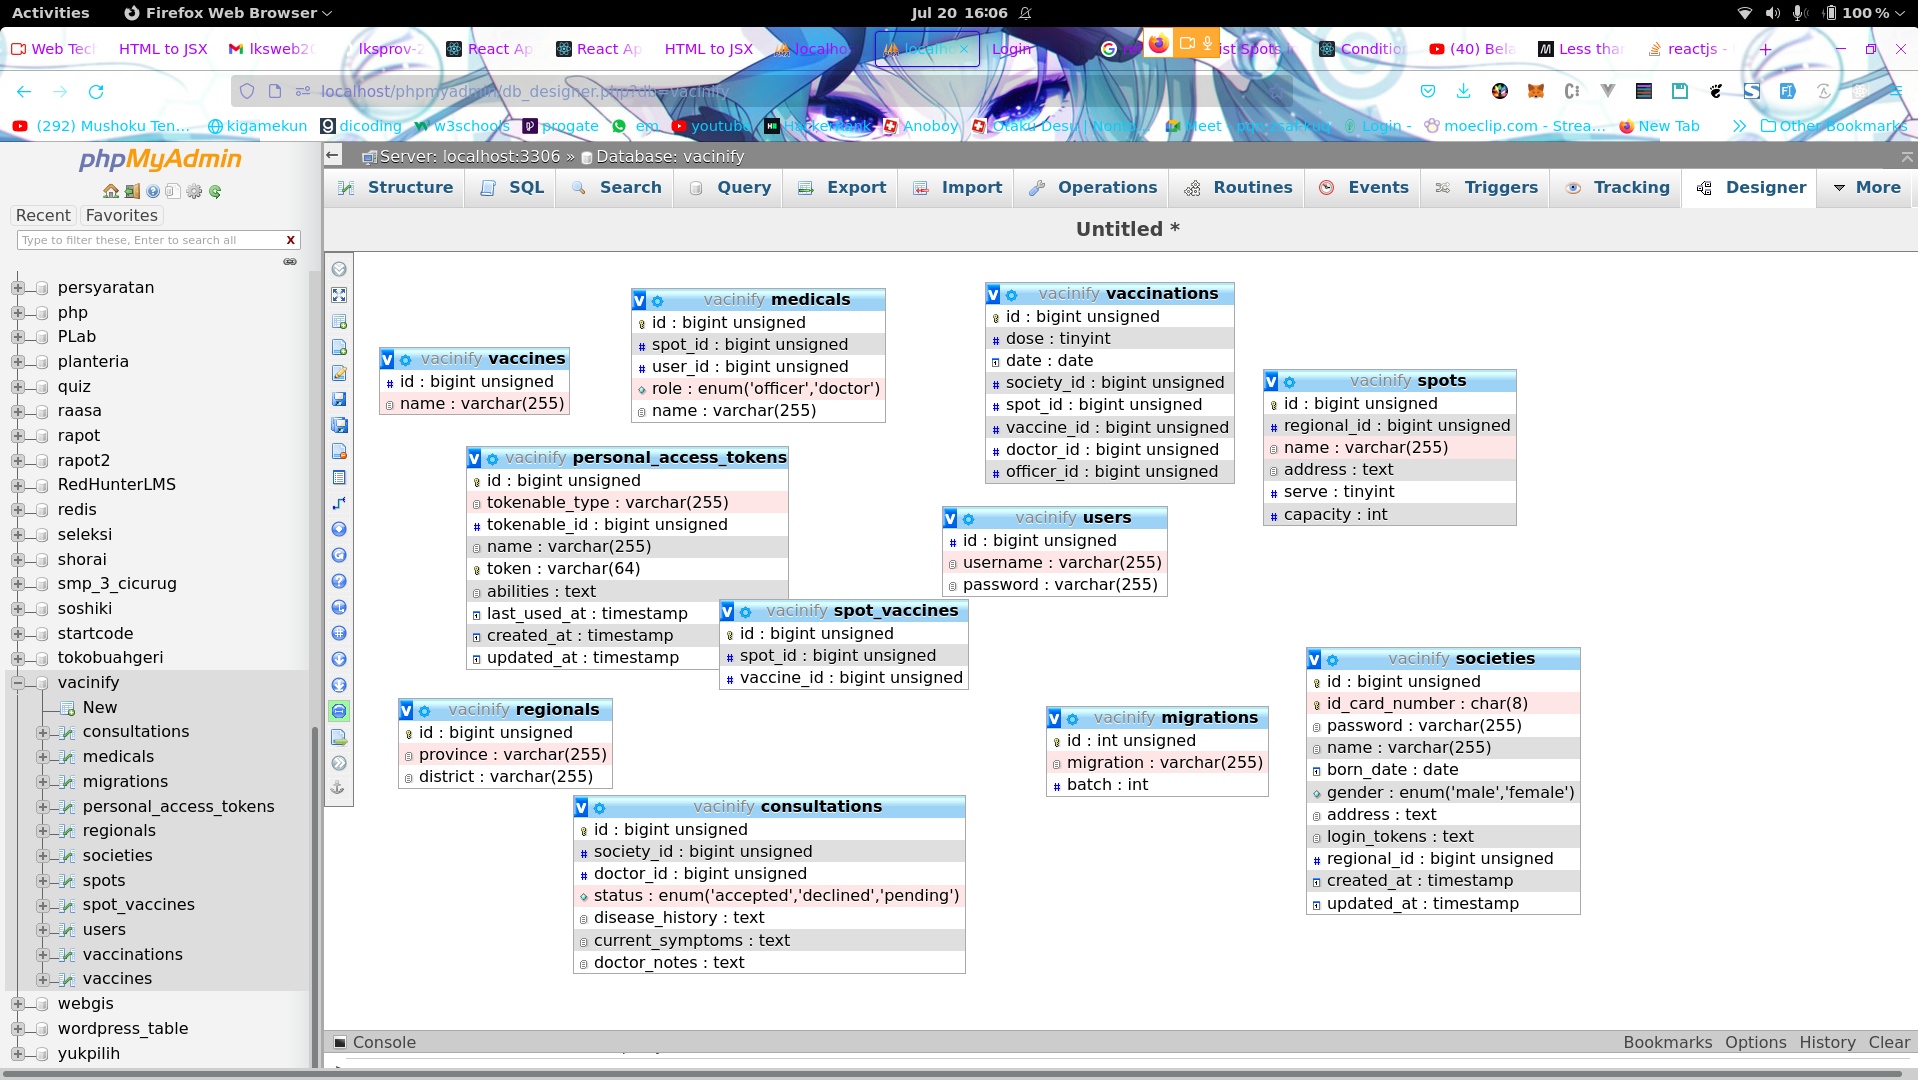 Activities
Firefox Web Browser
Jul 20 16:06
100 %
Web Tec
HTML to JSX
lksweb20
lksprov-2
React Ap
React Ap
HTML to JSX
localho
localho
Login
ist Spots
Condition
(40) Bela
Less tha
reactjs -
localhost/phpmyadmin/db_designer.php?db=vacinify
(292) Mushoku Ten…
kigamekun
dicoding
w3schools
progate
em
youtube
HackerRank
Anoboy
Otaku Desu
Meet -
Login -
moeclip.com - Strea…
New Tab
Other Bookmarks
phpMyAdmin
Recent
Favorites
Type to filter these, Enter to search all
X
persyaratan
php
PLab
planteria
quiz
raasa
rapot
rapot2
RedHunterLMS
redis
seleksi
shorai
smp_3_cicurug
soshiki
startcode
tokobuahgeri
vacinify
New
consultations
medicals
migrations
personal_access_tokens
regionals
societies
spots
spot_vaccines
users
vaccinations
vaccines
webgis
wordpress_table
yukpilih
Server: localhost:3306 » Database: vacinify
Structure
SQL
Search
Query
Export
Import
Operations
Routines
Events
Triggers
Tracking
Designer
More
Untitled *
vacinify vaccines
id : bigint unsigned
name : varchar(255)
vacinify medicals
id : bigint unsigned
spot_id : bigint unsigned
user_id : bigint unsigned
role : enum('officer','doctor')
name : varchar(255)
vacinify vaccinations
id : bigint unsigned
dose : tinyint
date : date
society_id : bigint unsigned
spot_id : bigint unsigned
vaccine_id : bigint unsigned
doctor_id : bigint unsigned
officer_id : bigint unsigned
vacinify spots
id : bigint unsigned
regional_id : bigint unsigned
name : varchar(255)
address : text
serve : tinyint
capacity : int
vacinify personal_access_tokens
id : bigint unsigned
tokenable_type : varchar(255)
tokenable_id : bigint unsigned
name : varchar(255)
token : varchar(64)
abilities : text
last_used_at : timestamp
created_at : timestamp
updated_at : timestamp
vacinify users
id : bigint unsigned
username : varchar(255)
password : varchar(255)
vacinify spot_vaccines
id : bigint unsigned
spot_id : bigint unsigned
vaccine_id : bigint unsigned
vacinify regionals
id : bigint unsigned
province : varchar(255)
district : varchar(255)
vacinify migrations
id : int unsigned
migration : varchar(255)
batch : int
vacinify societies
id : bigint unsigned
id_card_number : char(8)
password : varchar(255)
name : varchar(255)
born_date : date
gender : enum('male','female')
address : text
login_tokens : text
regional_id : bigint unsigned
created_at : timestamp
updated_at : timestamp
vacinify consultations
id : bigint unsigned
society_id : bigint unsigned
doctor_id : bigint unsigned
status : enum('accepted','declined','pending')
disease_history : text
current_symptoms : text
doctor_notes : text
Console
Bookmarks
Options
History
Clear